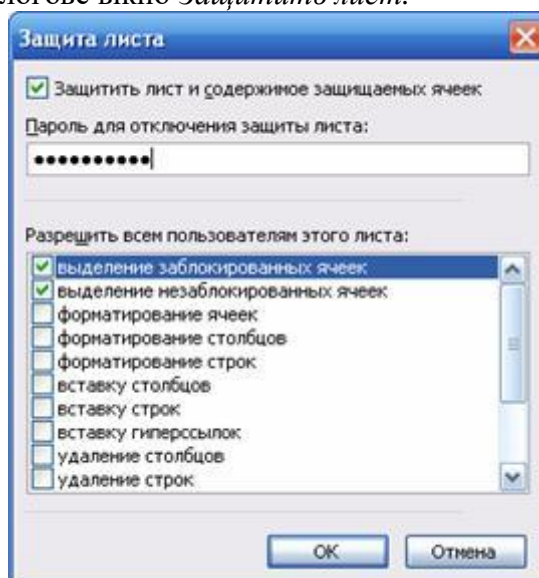 логове вікно Защитить лист:
Защита листа
Защитить лист и содержимое защищаемых ячеек
Пароль для отключения защиты листа:
••••••••••
Разрешить всем пользователям этого листа:
выделение заблокированных ячеек
выделение незаблокированных ячеек
форматирование ячеек
форматирование столбцов
форматирование строк
вставку столбцов
вставку строк
вставку гиперссылок
удаление столбцов
удаление строк
ОК
Отмена